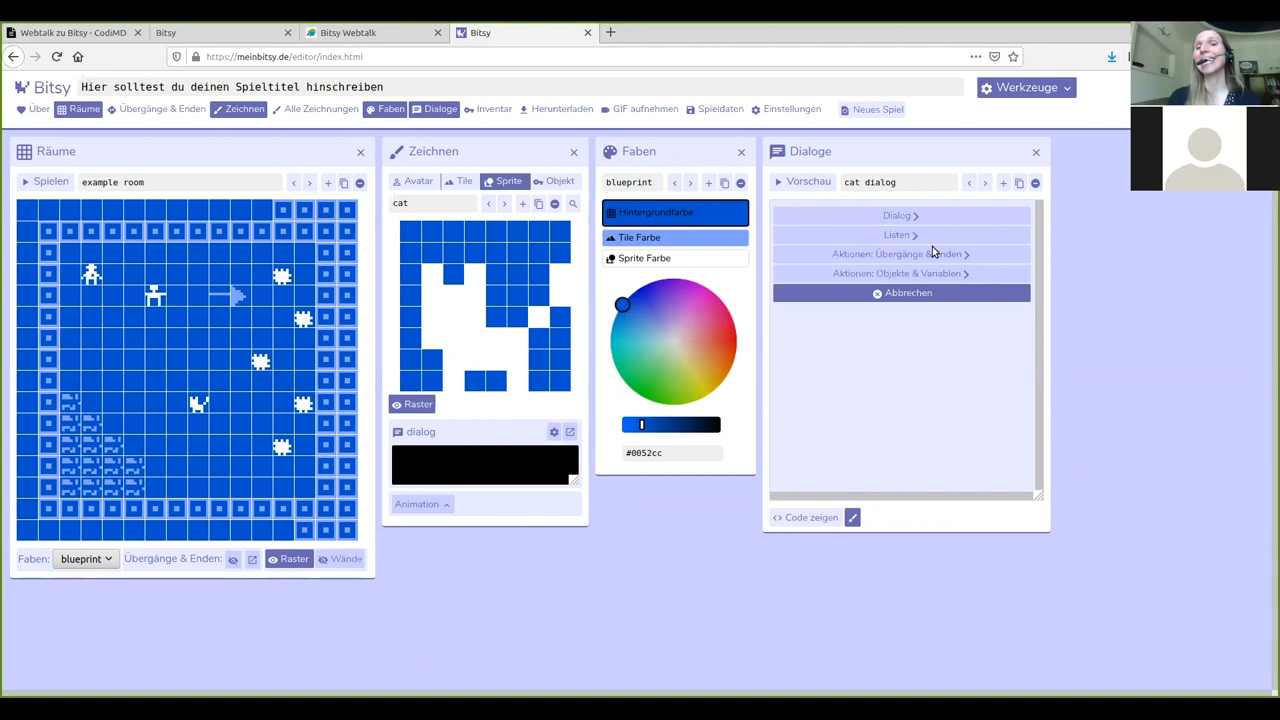 Webtalk zu Bitsy - CodiMD
Bitsy
Bitsy Webtalk
Bitsy
https://meinbitsy.de/editor/index.html
Bitsy
Hier solltest du deinen Spieltitel hinschreiben
Werkzeuge
Über
Räume
Übergänge & Enden
Zeichnen
Alle Zeichnungen
Faben
Dialoge
Inventar
Herunterladen
GIF aufnehmen
Spieldaten
Einstellungen
Neues Spiel
Räume
Spielen
example room
Faben:
blueprint
Übergänge & Enden:
Raster
Wände
Zeichnen
Avatar
Tile
Sprite
Objekt
cat
Raster
dialog
Animation
Faben
blueprint
Hintergrundfarbe
Tile Farbe
Sprite Farbe
#0052cc
Dialoge
Vorschau
cat dialog
Dialog
Listen
Aktionen: Übergänge & Enden
Aktionen: Objekte & Variablen
Abbrechen
Code zeigen